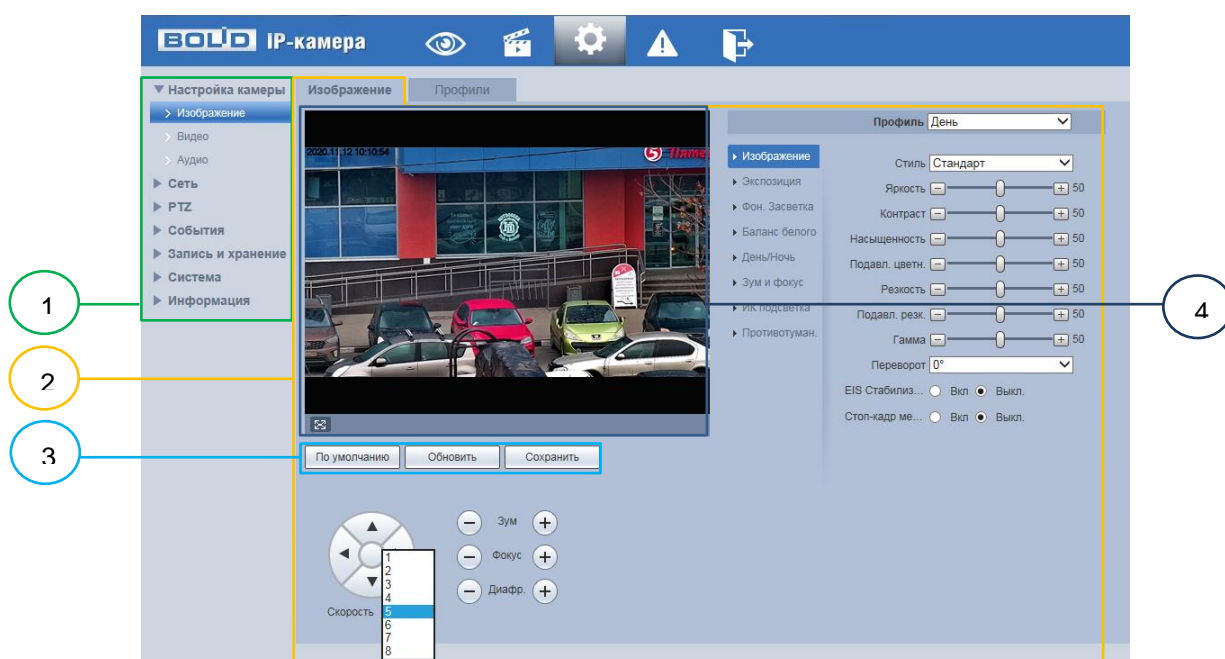 BOLID IP-камера
Настройка камеры
Изображение
Видео
Аудио
Сеть
PTZ
События
Запись и хранение
Система
Информация
1
2
3
4
Изображение
Профили
2020 11 12 10:10:54
5
Профиль День
Изображение
Экспозиция
Фон. Засветка
Баланс белого
День/Ночь
Зум и фокус
ИК подсветка
Противотуман.
Стиль Стандарт
Яркость 50
Контраст 50
Насыщенность 50
Подавл. цветн. 50
Резкость 50
Подавл. резк. 50
Гамма 50
Переворот 0°
EIS Стабилиз... Вкл Выкл.
Стоп-кадр ме... Вкл Выкл.
По умолчанию Обновить Сохранить
Зум
Фокус
Диафр.
Скорость
1
2
3
4
5
6
7
8